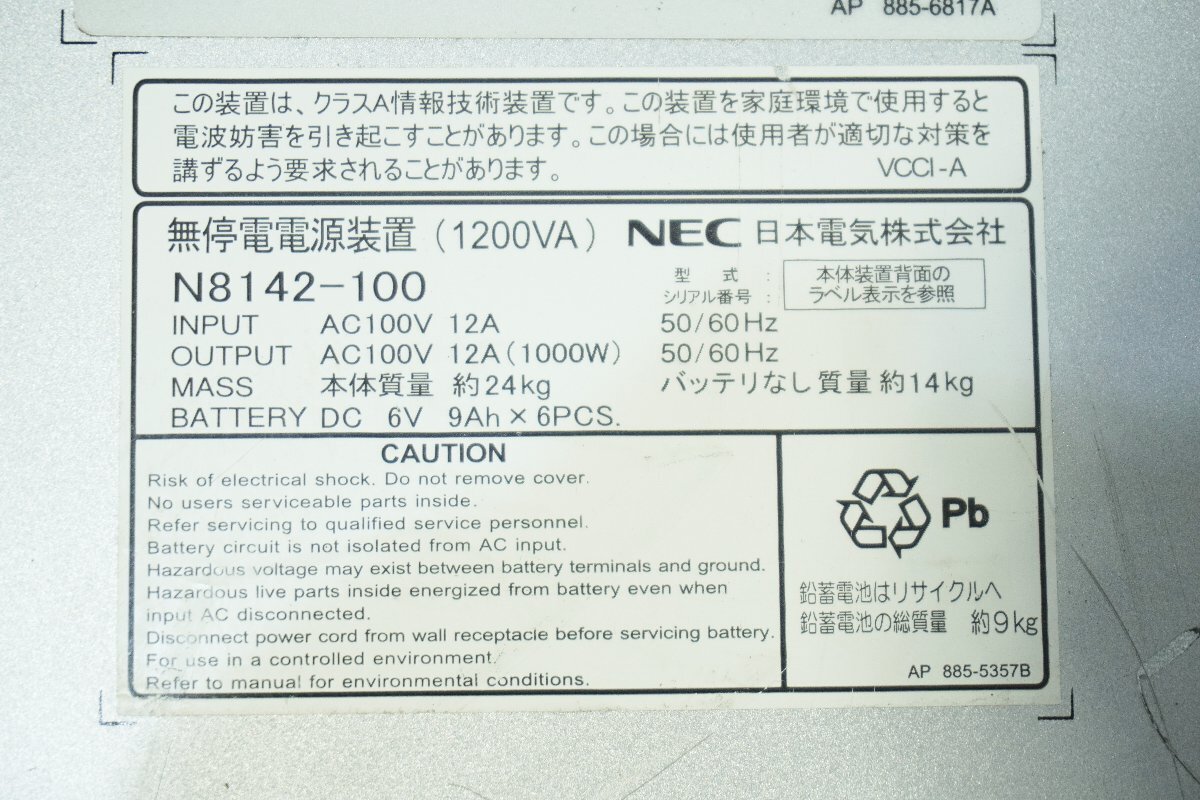 AP 885-6817A
この装置は、クラスA情報技術装置です。この装置を家庭環境で使用すると
電波妨害を引き起こすことがあります。この場合には使用者が適切な対策を
講ずるよう要求されることがあります。 VCCI-A
無停電電源装置（1200VA） NEC 日本電気株式会社
N8142-100
型 式 : 本体装置背面の
シリアル番号 : ラベル表示を参照
INPUT AC100V 12A 50/60Hz
OUTPUT AC100V 12A(1000W) 50/60Hz
MASS 本体質量 約24kg バッテリなし質量 約14kg
BATTERY DC 6V 9Ah×6PCS.
CAUTION
Risk of electrical shock. Do not remove cover.
No users serviceable parts inside.
Refer servicing to qualified service personnel.
Battery circuit is not isolated from AC input.
Hazardous voltage may exist between battery terminals and ground.
Hazardous live parts inside energized from battery even when
input AC disconnected.
Disconnect power cord from wall receptacle before servicing battery.
For use in a controlled environment.
Refer to manual for environmental conditions.
Pb
鉛蓄電池はリサイクルへ
鉛蓄電池の総質量 約9kg
AP 885-5357B